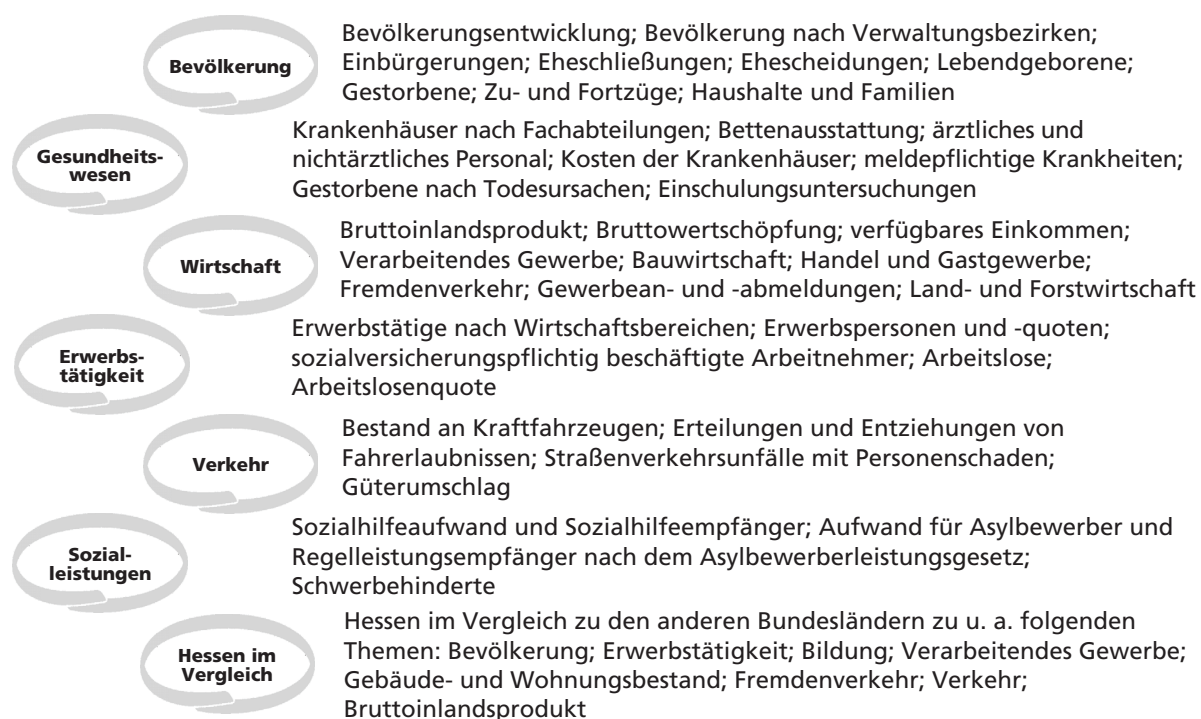 Bevölkerung
Bevölkerungsentwicklung; Bevölkerung nach Verwaltungsbezirken;
Einbürgerungen; Eheschließungen; Ehescheidungen; Lebendgeborene;
Gestorbene; Zu- und Fortzüge; Haushalte und Familien
Gesundheits-
wesen
Krankenhäuser nach Fachabteilungen; Bettenausstattung; ärztliches und
nichtärztliches Personal; Kosten der Krankenhäuser; meldepflichtige Krankheiten;
Gestorbene nach Todesursachen; Einschulungsuntersuchungen
Wirtschaft
Bruttoinlandsprodukt; Bruttowertschöpfung; verfügbares Einkommen;
Verarbeitendes Gewerbe; Bauwirtschaft; Handel und Gastgewerbe;
Fremdenverkehr; Gewerbean- und -abmeldungen; Land- und Forstwirtschaft
Erwerbs-
tätigkeit
Erwerbstätige nach Wirtschaftsbereichen; Erwerbspersonen und -quoten;
sozialversicherungspflichtig beschäftigte Arbeitnehmer; Arbeitslose;
Arbeitslosenquote
Verkehr
Bestand an Kraftfahrzeugen; Erteilungen und Entziehungen von
Fahrerlaubnissen; Straßenverkehrsunfälle mit Personenschaden;
Güterumschlag
Sozial-
leistungen
Sozialhilfeaufwand und Sozialhilfeempfänger; Aufwand für Asylbewerber und
Regelleistungsempfänger nach dem Asylbewerberleistungsgesetz;
Schwerbehinderte
Hessen im
Vergleich
Hessen im Vergleich zu den anderen Bundesländern zu u. a. folgenden
Themen: Bevölkerung; Erwerbstätigkeit; Bildung; Verarbeitendes Gewerbe;
Gebäude- und Wohnungsbestand; Fremdenverkehr; Verkehr;
Bruttoinlandsprodukt